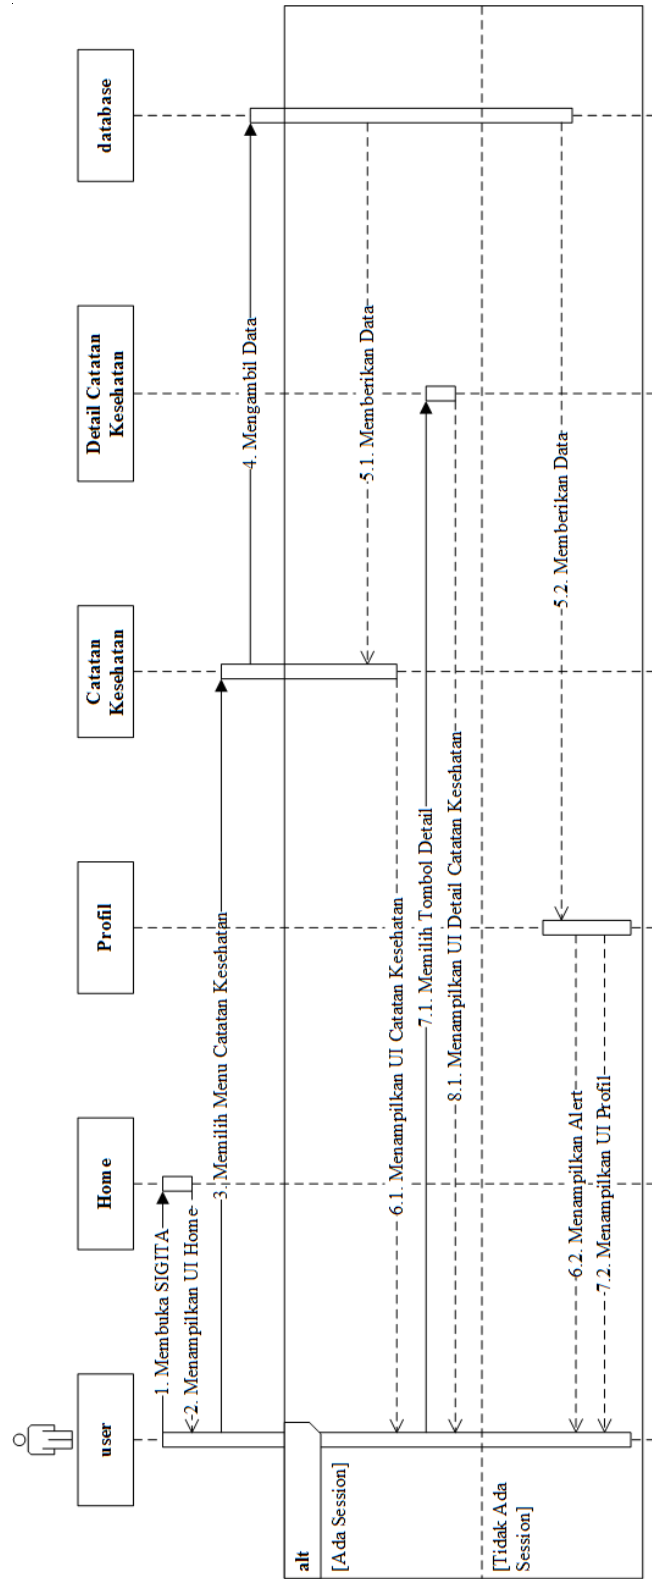 user
Home
Profil
Catatan
Kesehatan
Detail Catatan
Kesehatan
database
1. Membuka SIGITA
2. Menampilkan UI Home
3. Memilih Menu Catatan Kesehatan
4. Mengambil Data
alt
[Ada Session]
5.1. Memberikan Data
6.1. Menampilkan UI Catatan Kesehatan
7.1. Memilih Tombol Detail
8.1. Menampilkan UI Detail Catatan Kesehatan
[Tidak Ada
Session]
5.2. Memberikan Data
6.2. Menampilkan Alert
7.2. Menampilkan UI Profil